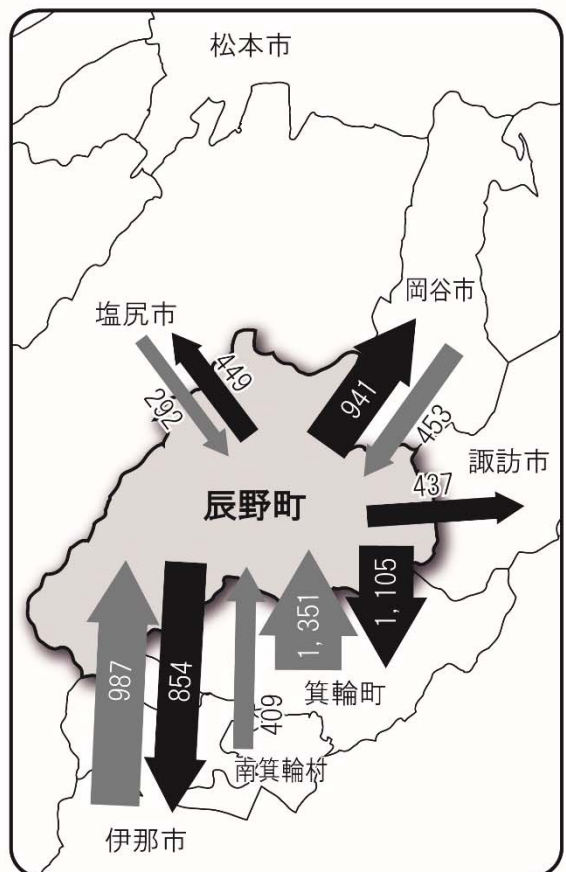 松本市
岡谷市
塩尻市
449
292
941
453
諏訪市
437
辰野町
1,105
1,351
987
854
409
箕輪町
南箕輪村
伊那市